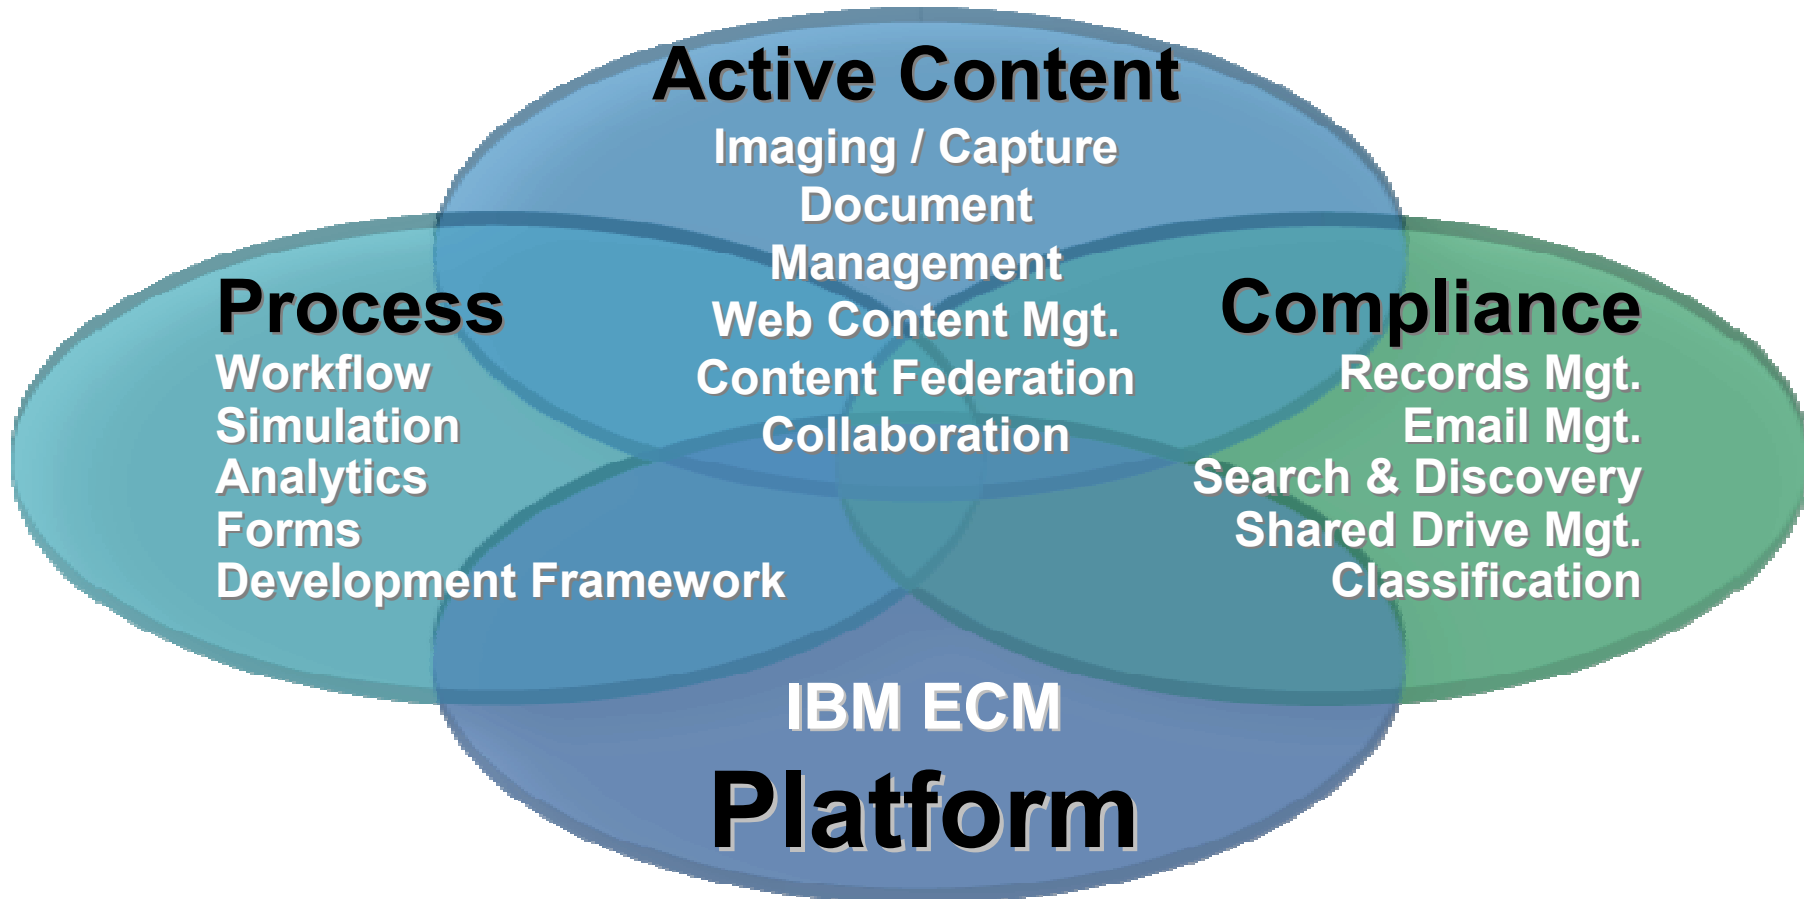 Active Content
Imaging / Capture
Document
Management
Web Content Mgt.
Content Federation
Collaboration
Process
Workflow
Simulation
Analytics
Forms
Development Framework
Compliance
Records Mgt.
Email Mgt.
Search & Discovery
Shared Drive Mgt.
Classification
IBM ECM
Platform